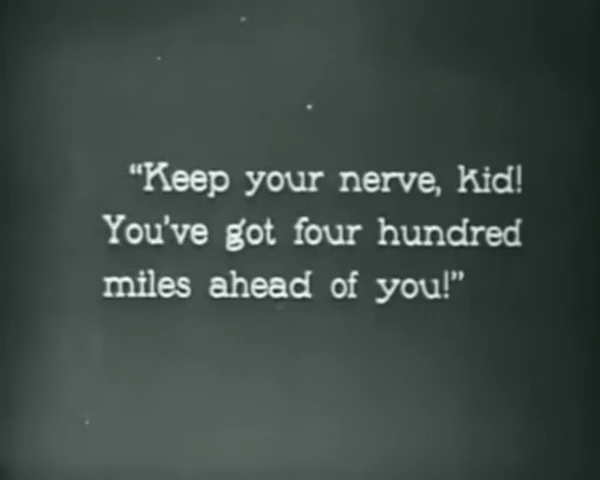 “Keep your nerve, kid!
You've got four hundred
miles ahead of you!”